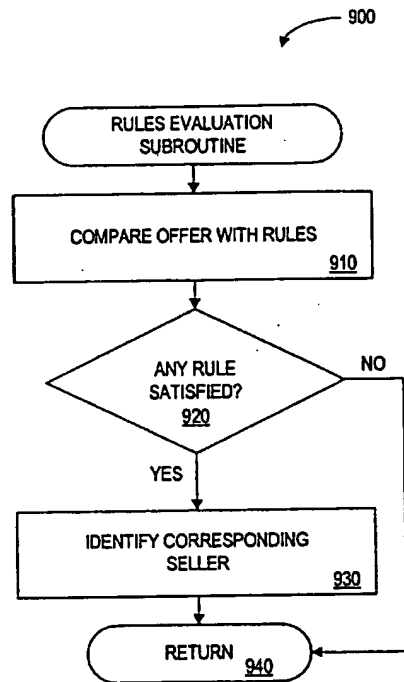 900
RULES EVALUATION
SUBROUTINE
COMPARE OFFER WITH RULES
910
ANY RULE
SATISFIED?
920
NO
YES
IDENTIFY CORRESPONDING
SELLER
930
RETURN
940